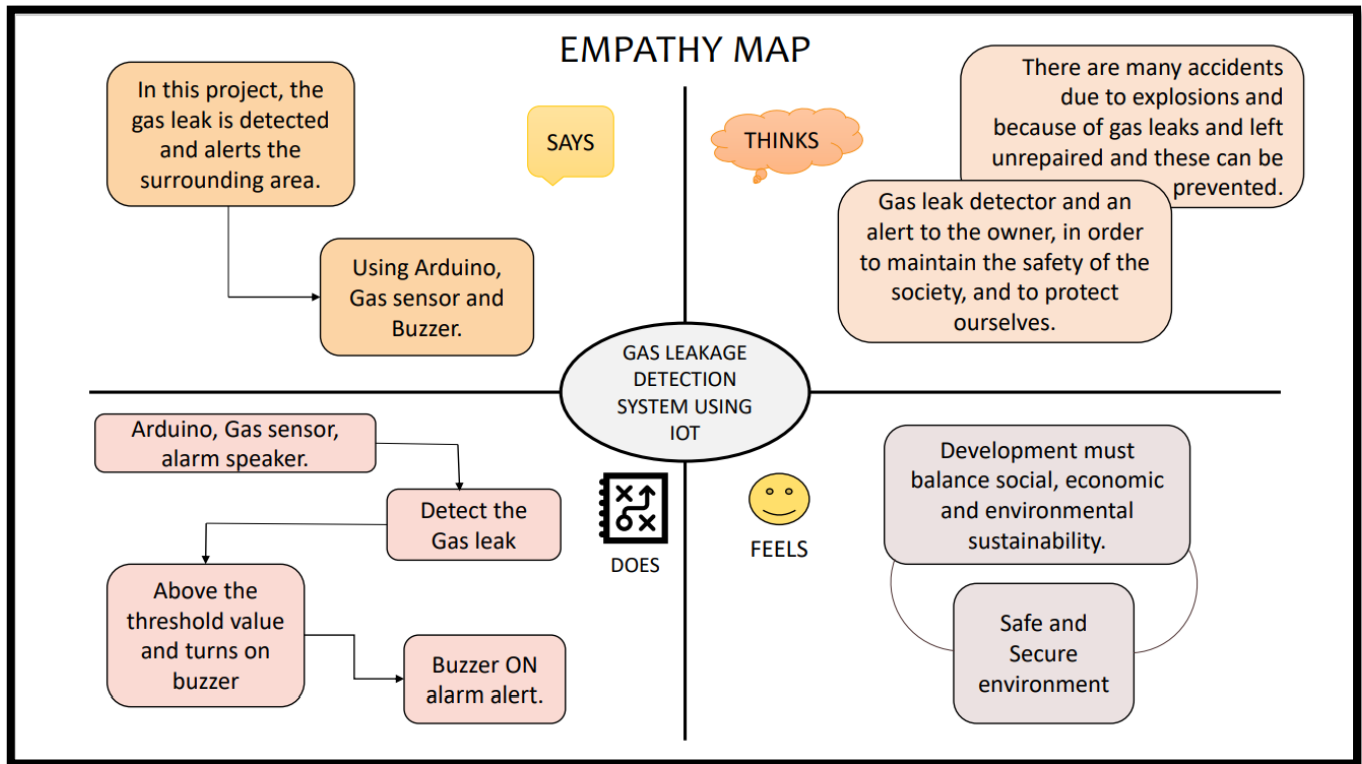 EMPATHY MAP
In this project, the
gas leak is detected
and alerts the
surrounding area.
Using Arduino,
Gas sensor and
Buzzer.
SAYS
THINKS
There are many accidents
due to explosions and
because of gas leaks and left
unrepaired and these can be
prevented.
Gas leak detector and an
alert to the owner, in order
to maintain the safety of the
society, and to protect
ourselves.
GAS LEAKAGE
DETECTION
SYSTEM USING
IOT
Arduino, Gas sensor,
alarm speaker.
Detect the
Gas leak
Above the
threshold value
and turns on
buzzer
Buzzer ON
alarm alert.
DOES
FEELS
Development must
balance social, economic
and environmental
sustainability.
Safe and
Secure
environment